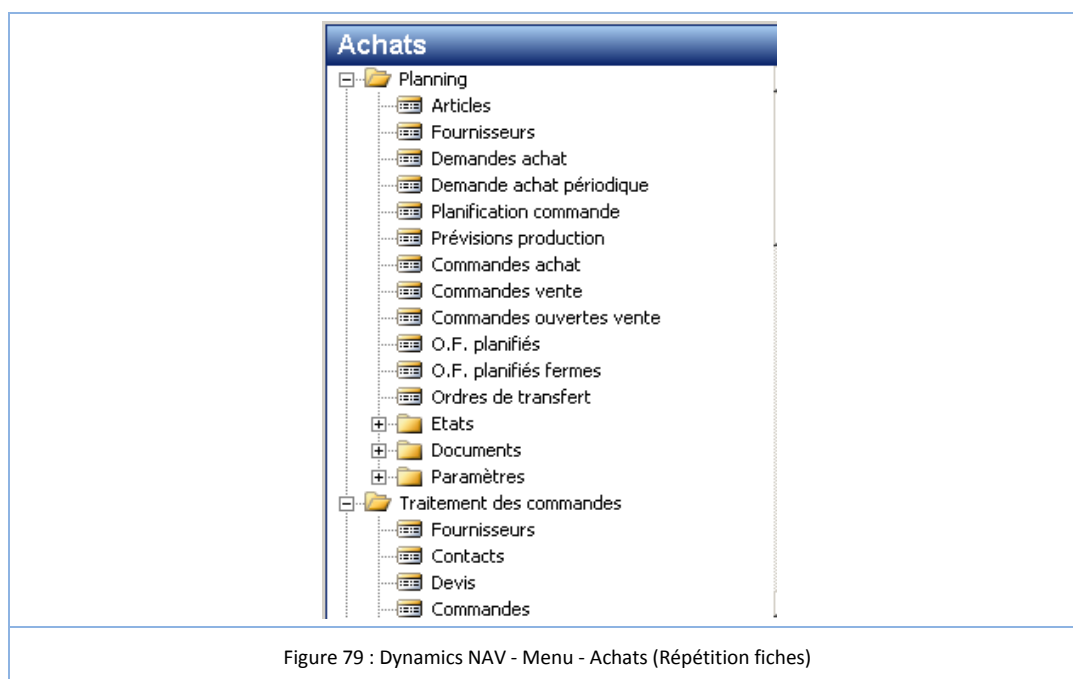 Achats
Planning
Articles
Fournisseurs
Demandes achat
Demande achat périodique
Planification commande
Prévisions production
Commandes achat
Commandes vente
Commandes ouvertes vente
O.F. planifiés
O.F. planifiés fermes
Ordres de transfert
Etats
Documents
Paramètres
Traitement des commandes
Fournisseurs
Contacts
Devis
Commandes
Figure 79 : Dynamics NAV - Menu - Achats (Répétition fiches)